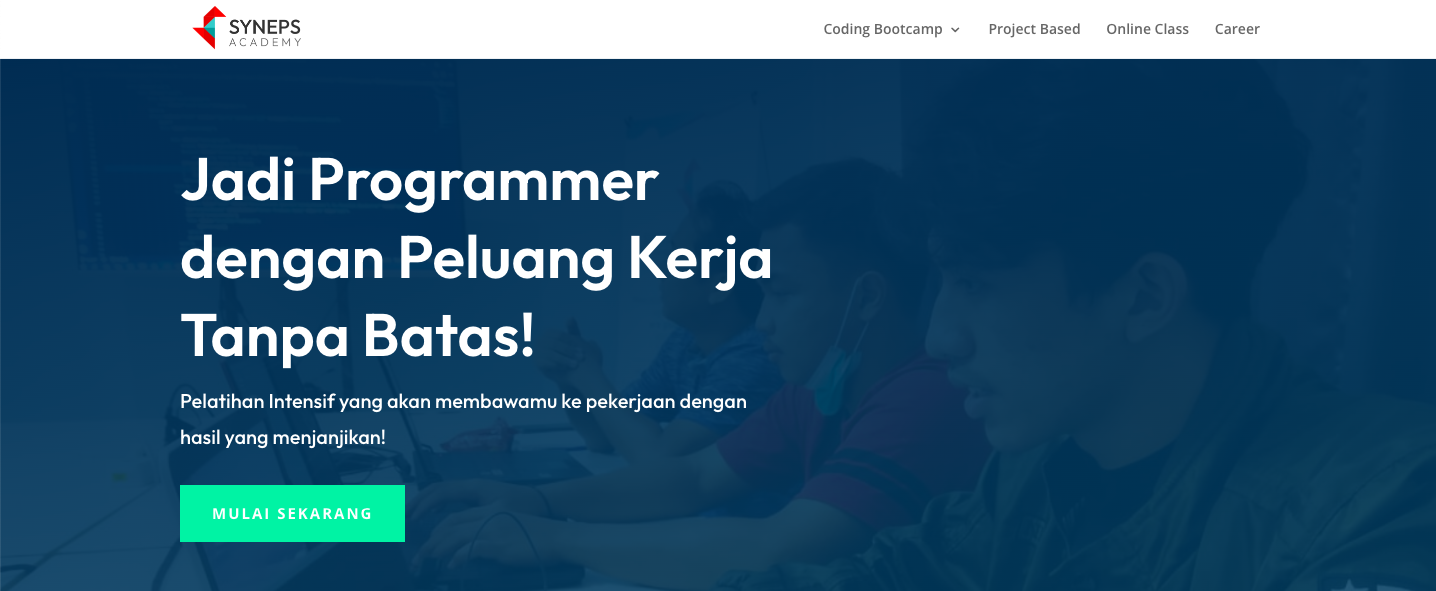 SYNEPS
ACADEMY
Coding Bootcamp Project Based Online Class Career
Jadi Programmer
dengan Peluang Kerja
Tanpa Batas!
Pelatihan Intensif yang akan membawamu ke pekerjaan dengan
hasil yang menjanjikan!
MULAI SEKARANG